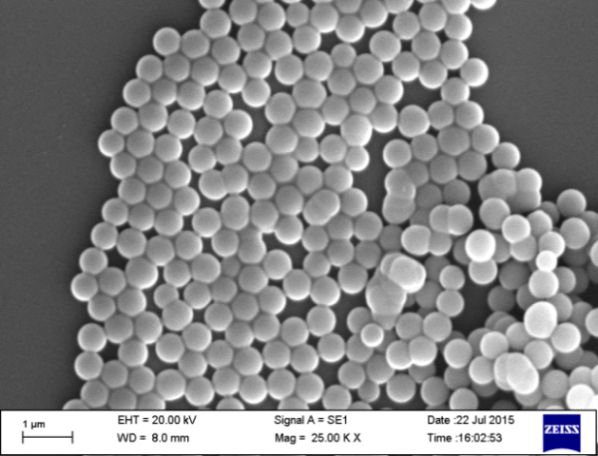 1 µm
EHT = 20.00 kV
Signal A = SE1
Date :22 Jul 2015
WD = 8.0 mm
Mag = 25.00 K X
Time :16:02:53
ZEISS